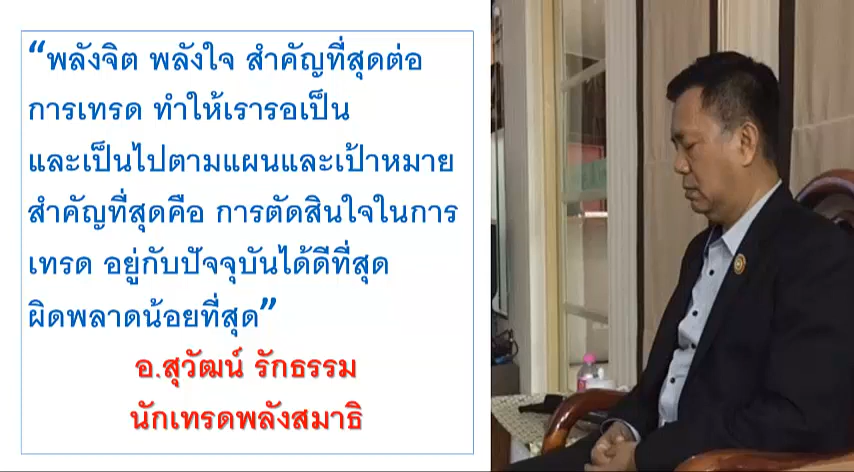 “พลังจิต พลังใจ สำคัญที่สุดต่อ
การเทรด ทำให้เรารอเป็น
และเป็นไปตามแผนและเป้าหมาย
สำคัญที่สุดคือ การตัดสินใจในการ
เทรด อยู่กับปัจจุบันได้ดีที่สุด
ผิดพลาดน้อยที่สุด”
อ.สุวัฒน์ รักธรรม
นักเทรดพลังสมาธิ